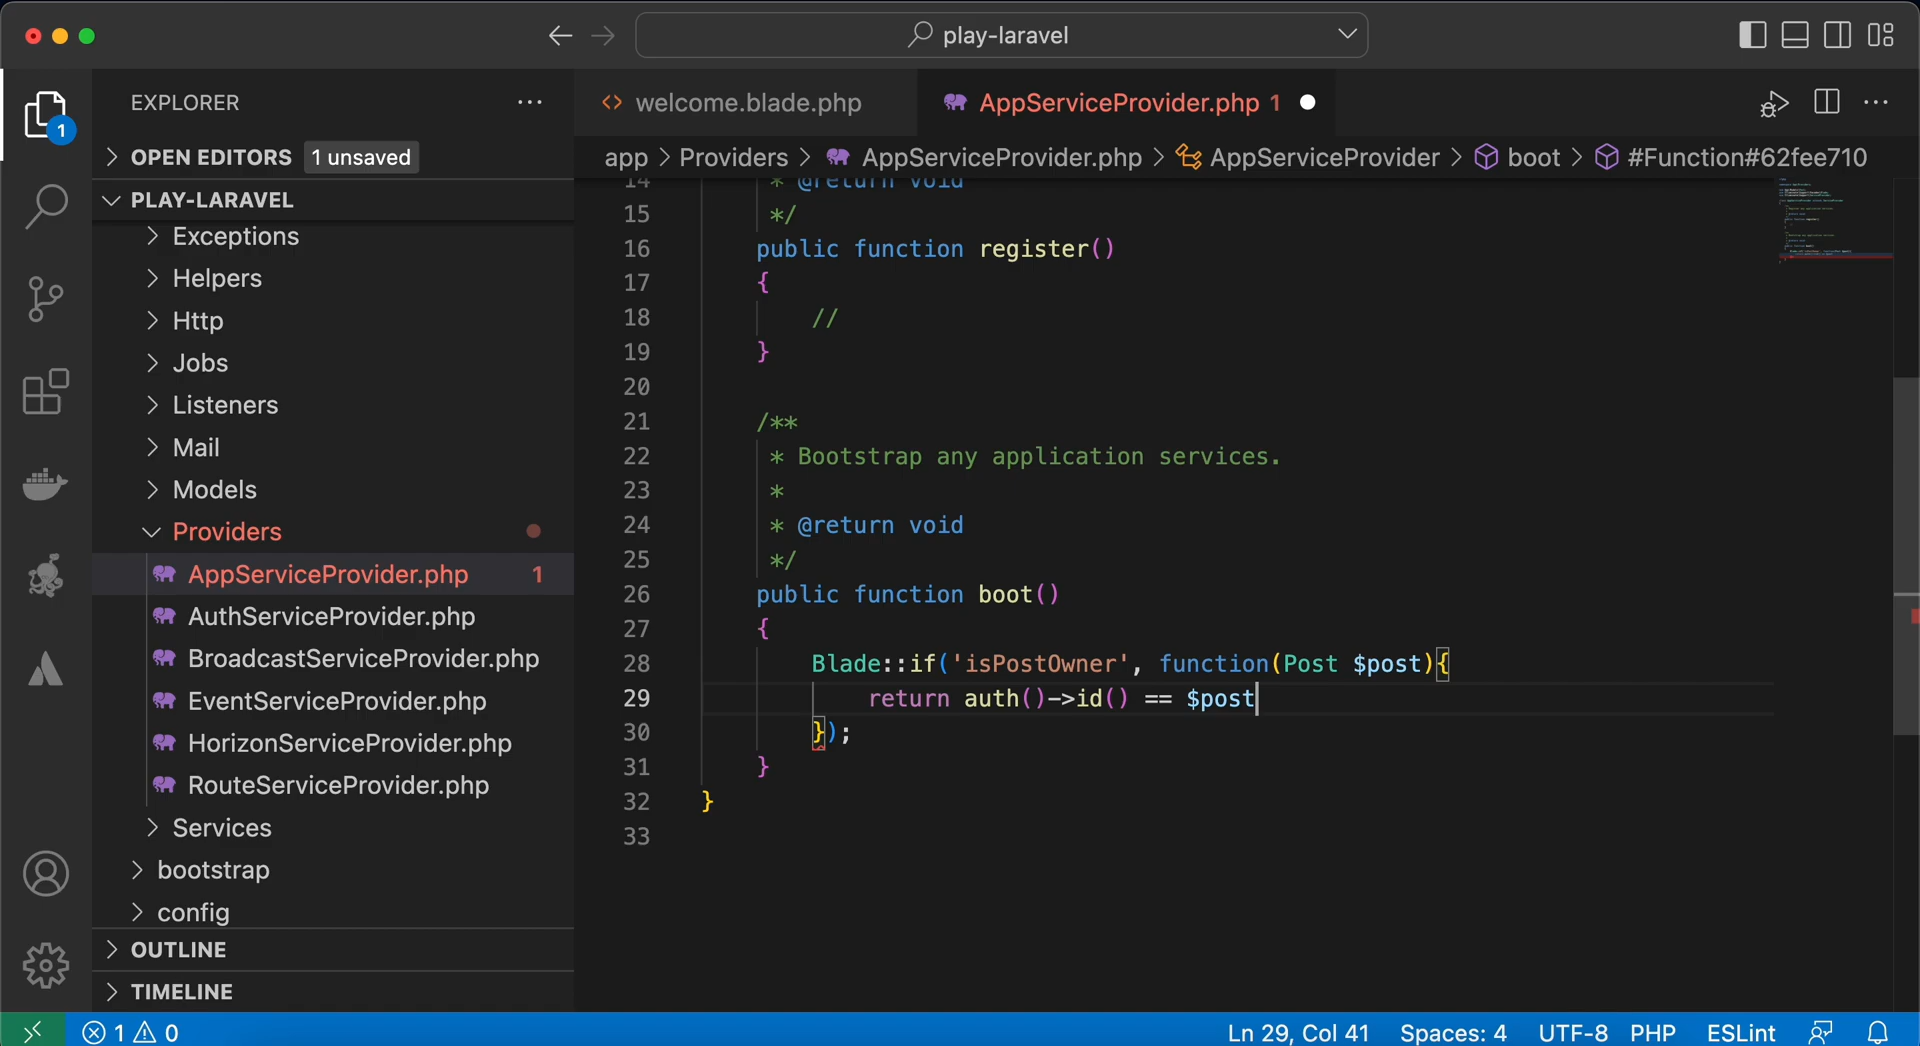 play-laravel
EXPLORER
welcome.blade.php
AppServiceProvider.php 1
OPEN EDITORS 1 unsaved
app > Providers > AppServiceProvider.php > AppServiceProvider > boot > #Function#62fee710
PLAY-LARAVEL
Exceptions
Helpers
Http
Jobs
Listeners
Mail
Models
Providers
AppServiceProvider.php 1
AuthServiceProvider.php
BroadcastServiceProvider.php
EventServiceProvider.php
HorizonServiceProvider.php
RouteServiceProvider.php
Services
bootstrap
config
OUTLINE
TIMELINE
1
14 * @return void
15 */
16 public function register()
17 {
18 //
19 }
20
21 /**
22 * Bootstrap any application services.
23 *
24 * @return void
25 */
26 public function boot()
27 {
28 Blade::if('isPostOwner', function(Post $post){
29 return auth()->id() == $post
30 });
31 }
32 }
33
1 0
Ln 29, Col 41 Spaces: 4 UTF-8 PHP ESLint